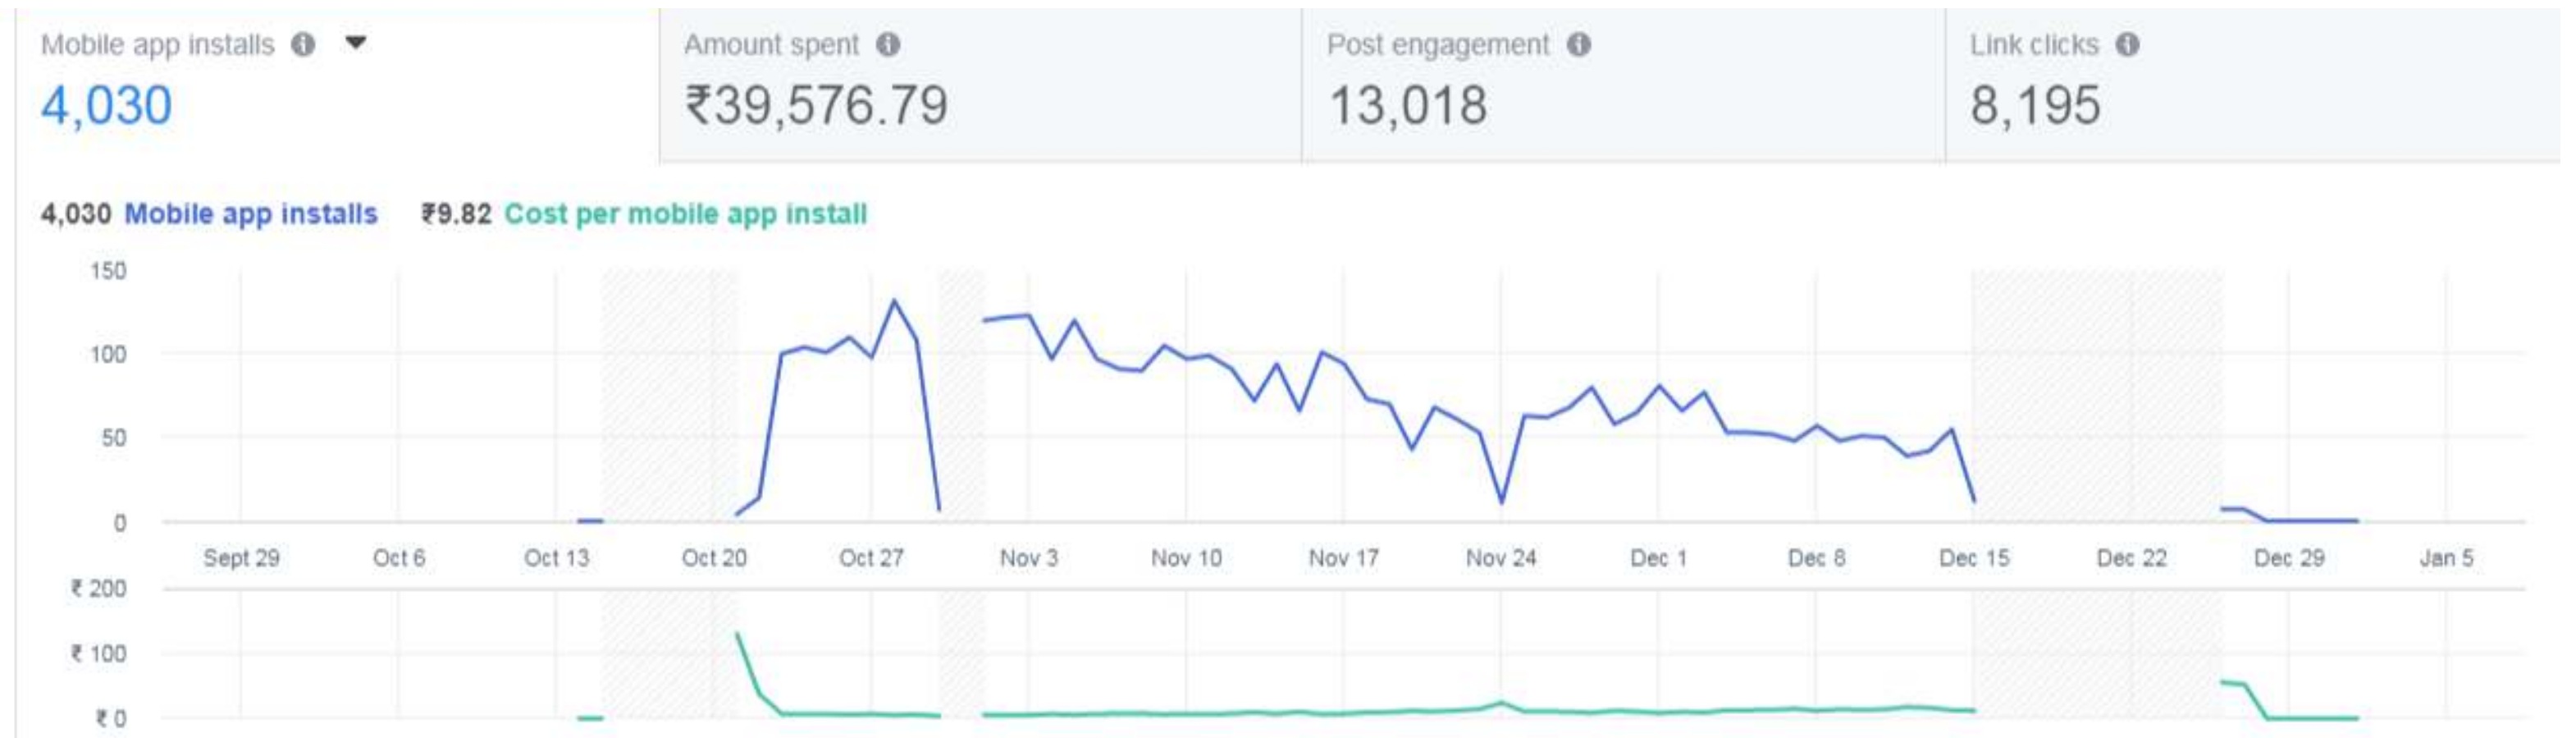 Mobile app installs
4,030
Amount spent
₹39,576.79
Post engagement
13,018
Link clicks
8,195
4,030 Mobile app installs ₹9.82 Cost per mobile app install
150
100
50
0
Sept 29 Oct 6 Oct 13 Oct 20 Oct 27 Nov 3 Nov 10 Nov 17 Nov 24 Dec 1 Dec 8 Dec 15 Dec 22 Dec 29 Jan 5
₹ 200
₹ 100
₹ 0